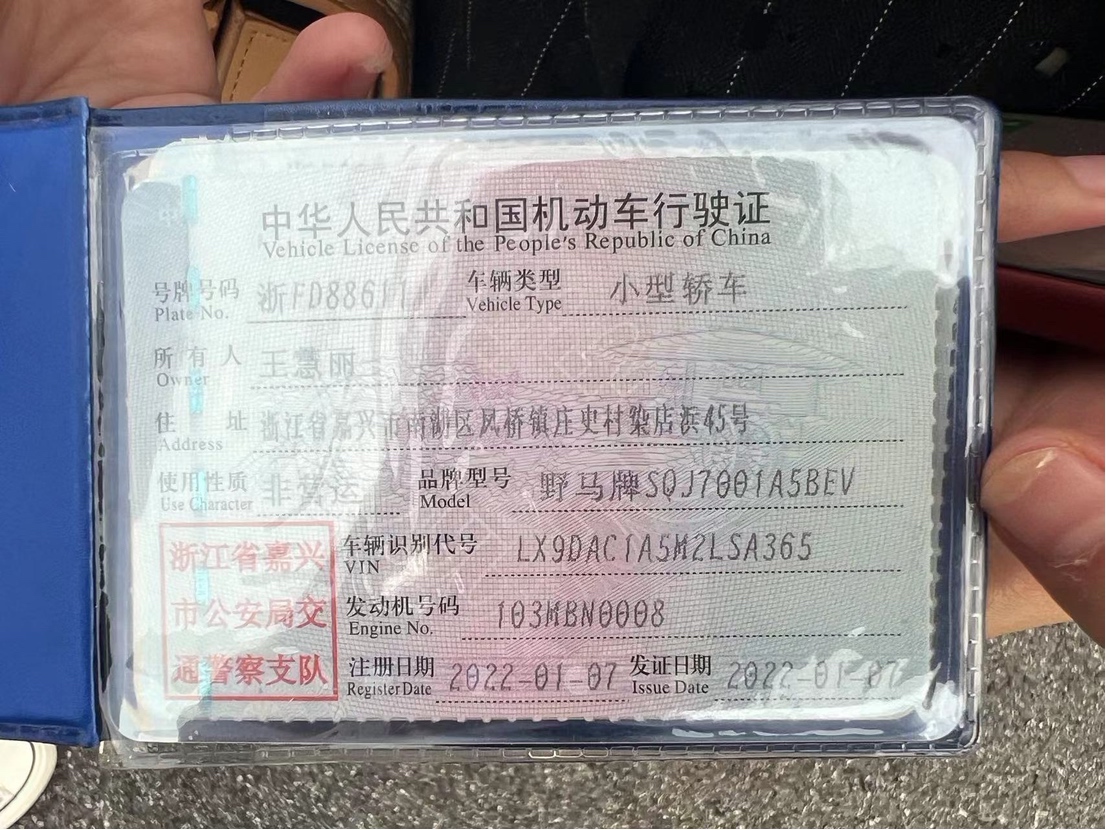 中华人民共和国机动车行驶证
Vehicle License of the People's Republic of China
号牌号码 车辆类型 小型轿车
Plate No. Vehicle Type
所有人 王慧丽
Owner
住址 浙江省嘉兴市南湖区凤桥镇庄史村染店浜45号
Address
使用性质 非营运 品牌型号 野马牌SQJ7001A5BEV
Use Character Model
车辆识别代号 LX9DAC1A5M2LSA365
VIN
发动机号码 103MBN0008
Engine No.
注册日期 2022-01-07 发证日期 2022-01-07
Register Date Issue Date
浙江省嘉兴
市公安局交
通警察支队